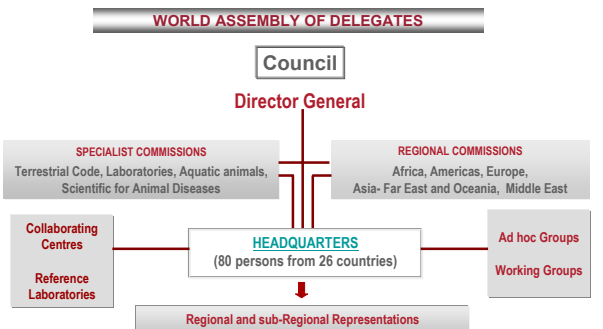 WORLD ASSEMBLY OF DELEGATES
Council
Director General
SPECIALIST COMMISSIONS
Terrestrial Code, Laboratories, Aquatic animals,
Scientific for Animal Diseases
REGIONAL COMMISSIONS
Africa, Americas, Europe,
Asia- Far East and Oceania, Middle East
Collaborating
Centres
Reference
Laboratories
HEADQUARTERS
(80 persons from 26 countries)
Ad hoc Groups
Working Groups
Regional and sub-Regional Representations